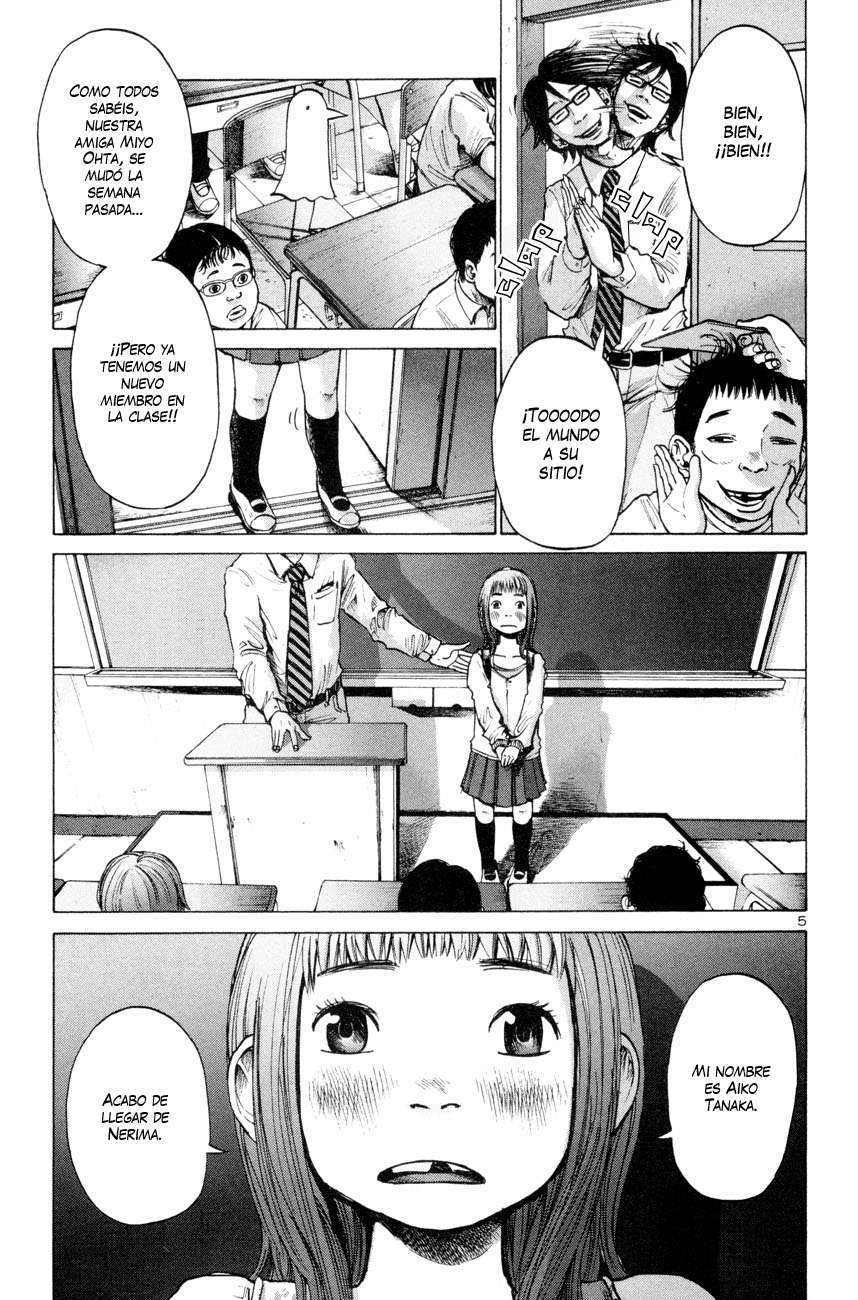 BIEN,
BIEN,
¡¡BIEN!!
clap
clap
¡TOOOODO
EL MUNDO
A SU
SITIO!
COMO TODOS
SABÉIS,
NUESTRA
AMIGA MIYO
OHTA, SE
MUDÓ LA
SEMANA
PASADA...
¡¡PERO YA
TENEMOS UN
NUEVO
MIEMBRO EN
LA CLASE!!
5
MI NOMBRE
ES AIKO
TANAKA.
ACABO DE
LLEGAR DE
NERIMA.